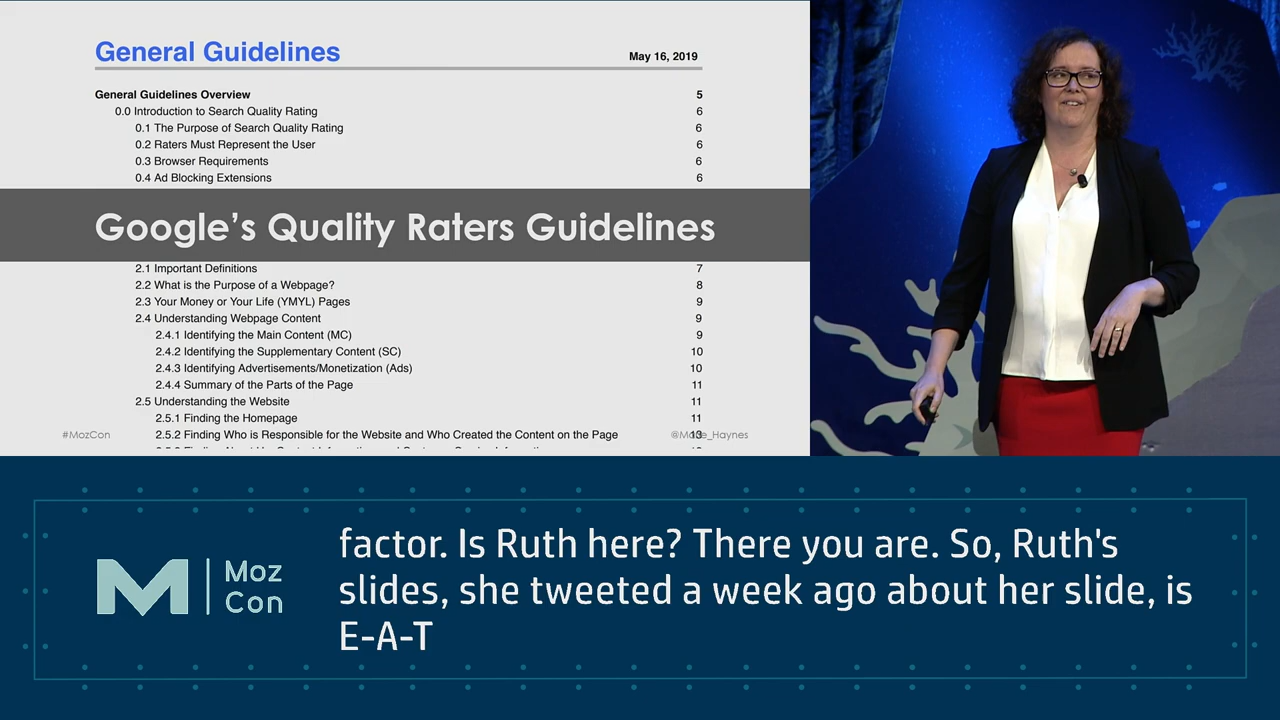 General Guidelines
May 16, 2019
General Guidelines Overview 5
0.0 Introduction to Search Quality Rating 6
0.1 The Purpose of Search Quality Rating 6
0.2 Raters Must Represent the User 6
0.3 Browser Requirements 6
0.4 Ad Blocking Extensions 6
Google's Quality Raters Guidelines
2.1 Important Definitions 7
2.2 What is the Purpose of a Webpage? 8
2.3 Your Money or Your Life (YMYL) Pages 9
2.4 Understanding Webpage Content 9
2.4.1 Identifying the Main Content (MC) 9
2.4.2 Identifying the Supplementary Content (SC) 10
2.4.3 Identifying Advertisements/Monetization (Ads) 10
2.4.4 Summary of the Parts of the Page 11
2.5 Understanding the Website 11
2.5.1 Finding the Homepage 11
2.5.2 Finding Who is Responsible for the Website and Who Created the Content on the Page 13
#MozCon
@Marie_Haynes
Moz
Con
factor. Is Ruth here? There you are. So, Ruth's
slides, she tweeted a week ago about her slide, is
E-A-T